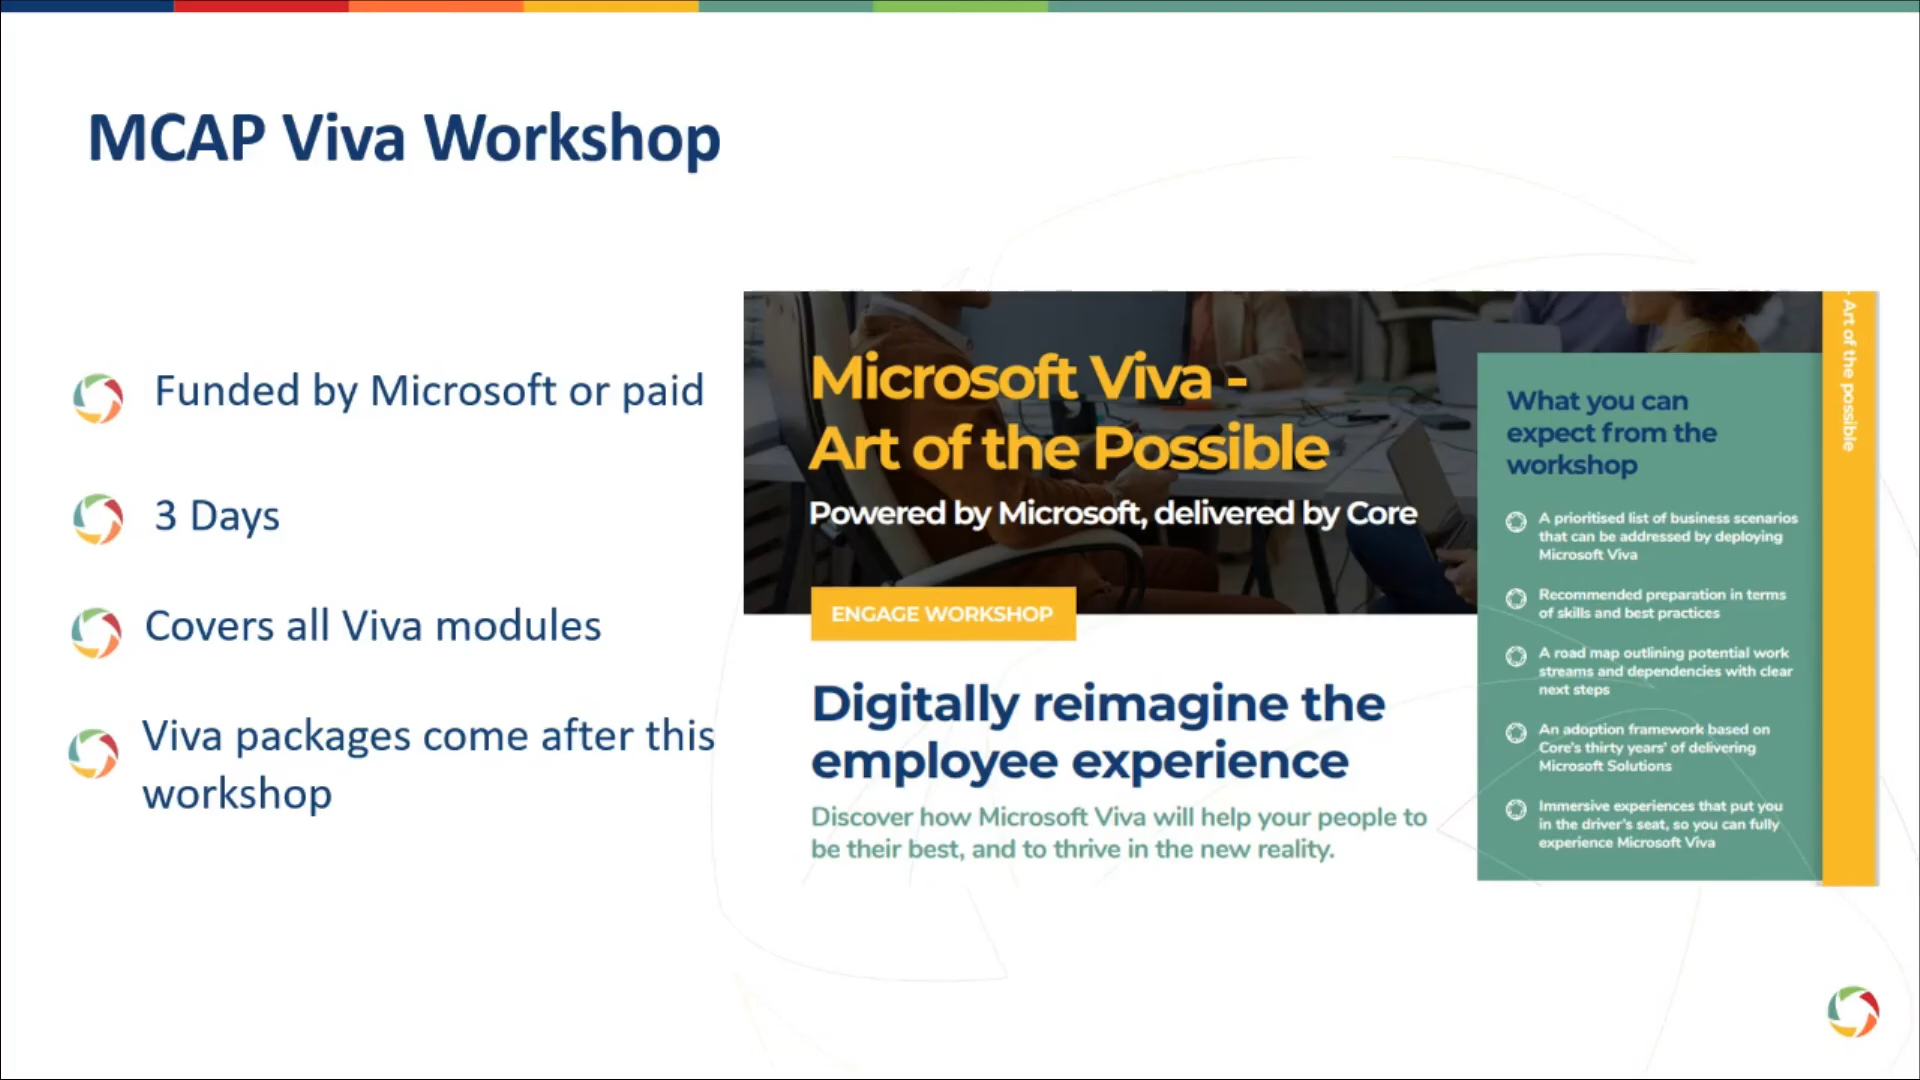 MCAP Viva Workshop
Funded by Microsoft or paid
3 Days
Covers all Viva modules
Viva packages come after this
workshop
Microsoft Viva -
Art of the Possible
Powered by Microsoft, delivered by Core
ENGAGE WORKSHOP
Digitally reimagine the
employee experience
Discover how Microsoft Viva will help your people to
be their best, and to thrive in the new reality.
What you can
expect from the
workshop
A prioritised list of business scenarios
that can be addressed by deploying
Microsoft Viva
Recommended preparation in terms
of skills and best practices
A road map outlining potential work
streams and dependencies with clear
next steps
An adoption framework based on
Core's thirty years' of delivering
Microsoft Solutions
Immersive experiences that put you
in the driver's seat, so you can fully
experience Microsoft Viva
- Art of the possible